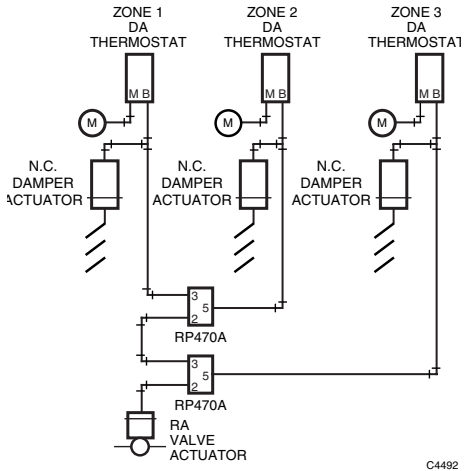 ZONE 1
DA
THERMOSTAT
ZONE 2
DA
THERMOSTAT
ZONE 3
DA
THERMOSTAT
M B
M B
M B
M
M
M
N.C.
DAMPER
ACTUATOR
N.C.
DAMPER
ACTUATOR
N.C.
DAMPER
ACTUATOR
3
5
2
RP470A
3
5
2
RP470A
RA
VALVE
ACTUATOR
C4492